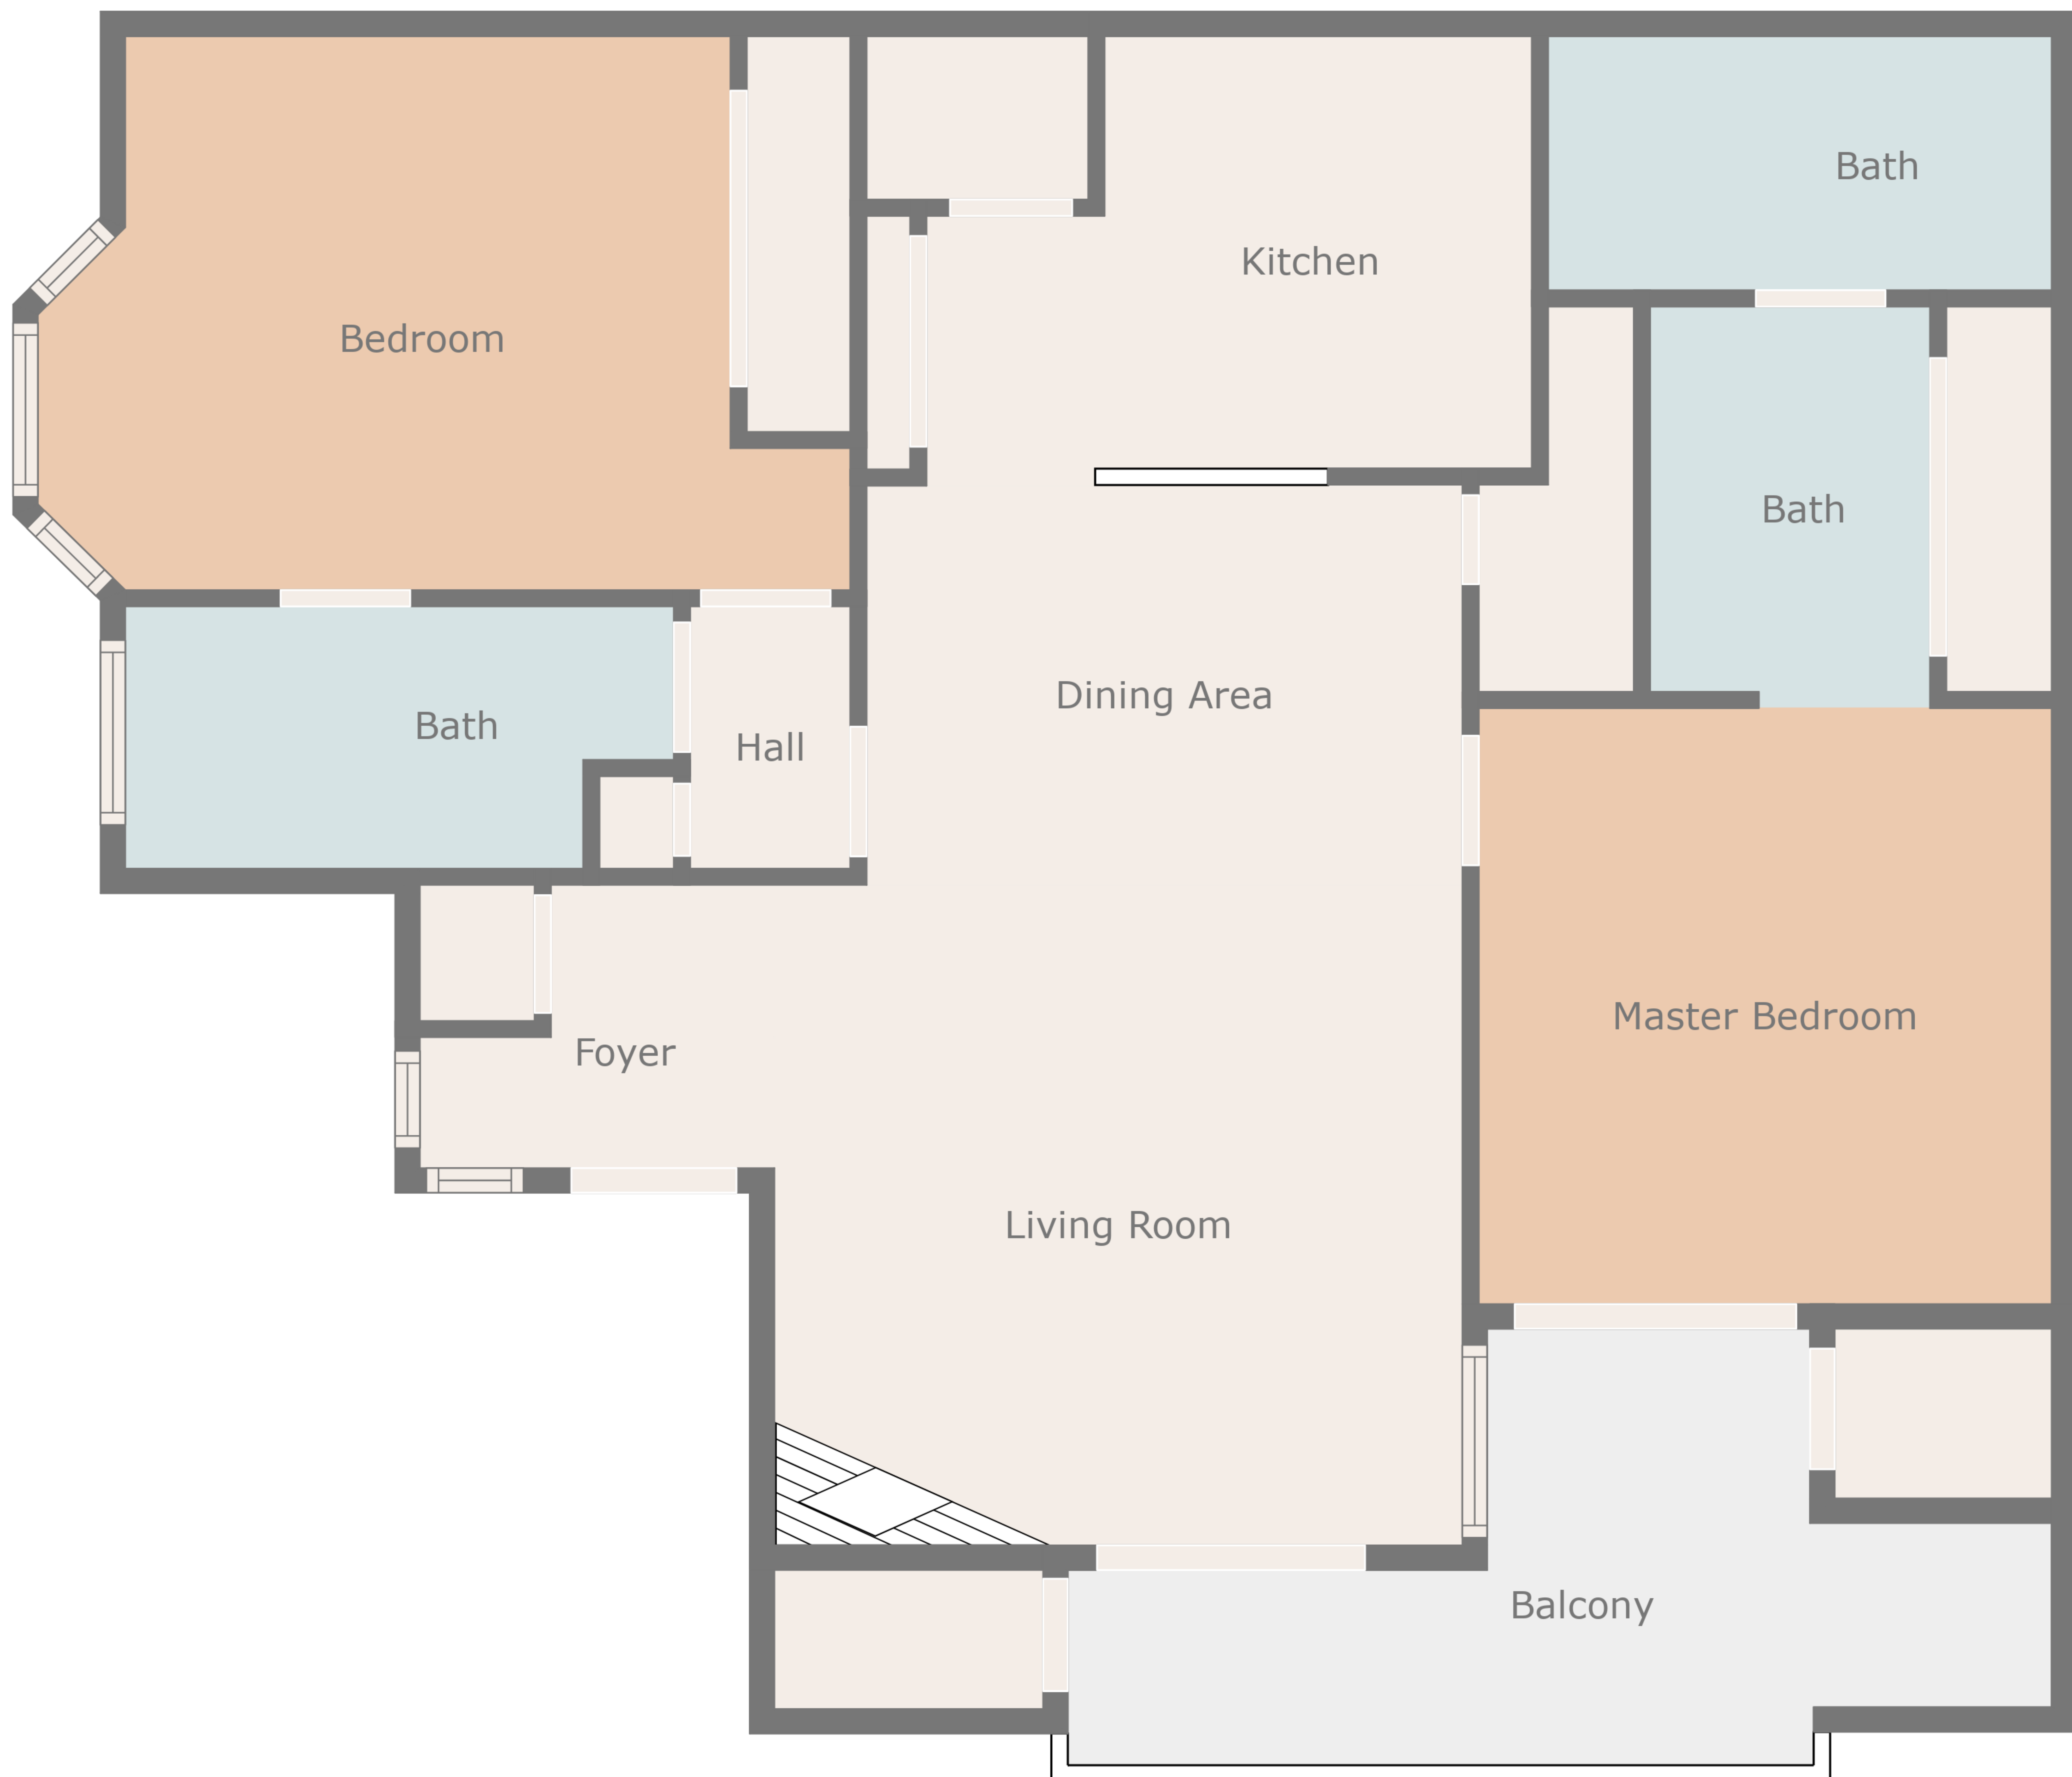 Bath
Kitchen
Bedroom
Bath
Dining Area
Bath
Hall
Master Bedroom
Foyer
Living Room
Balcony